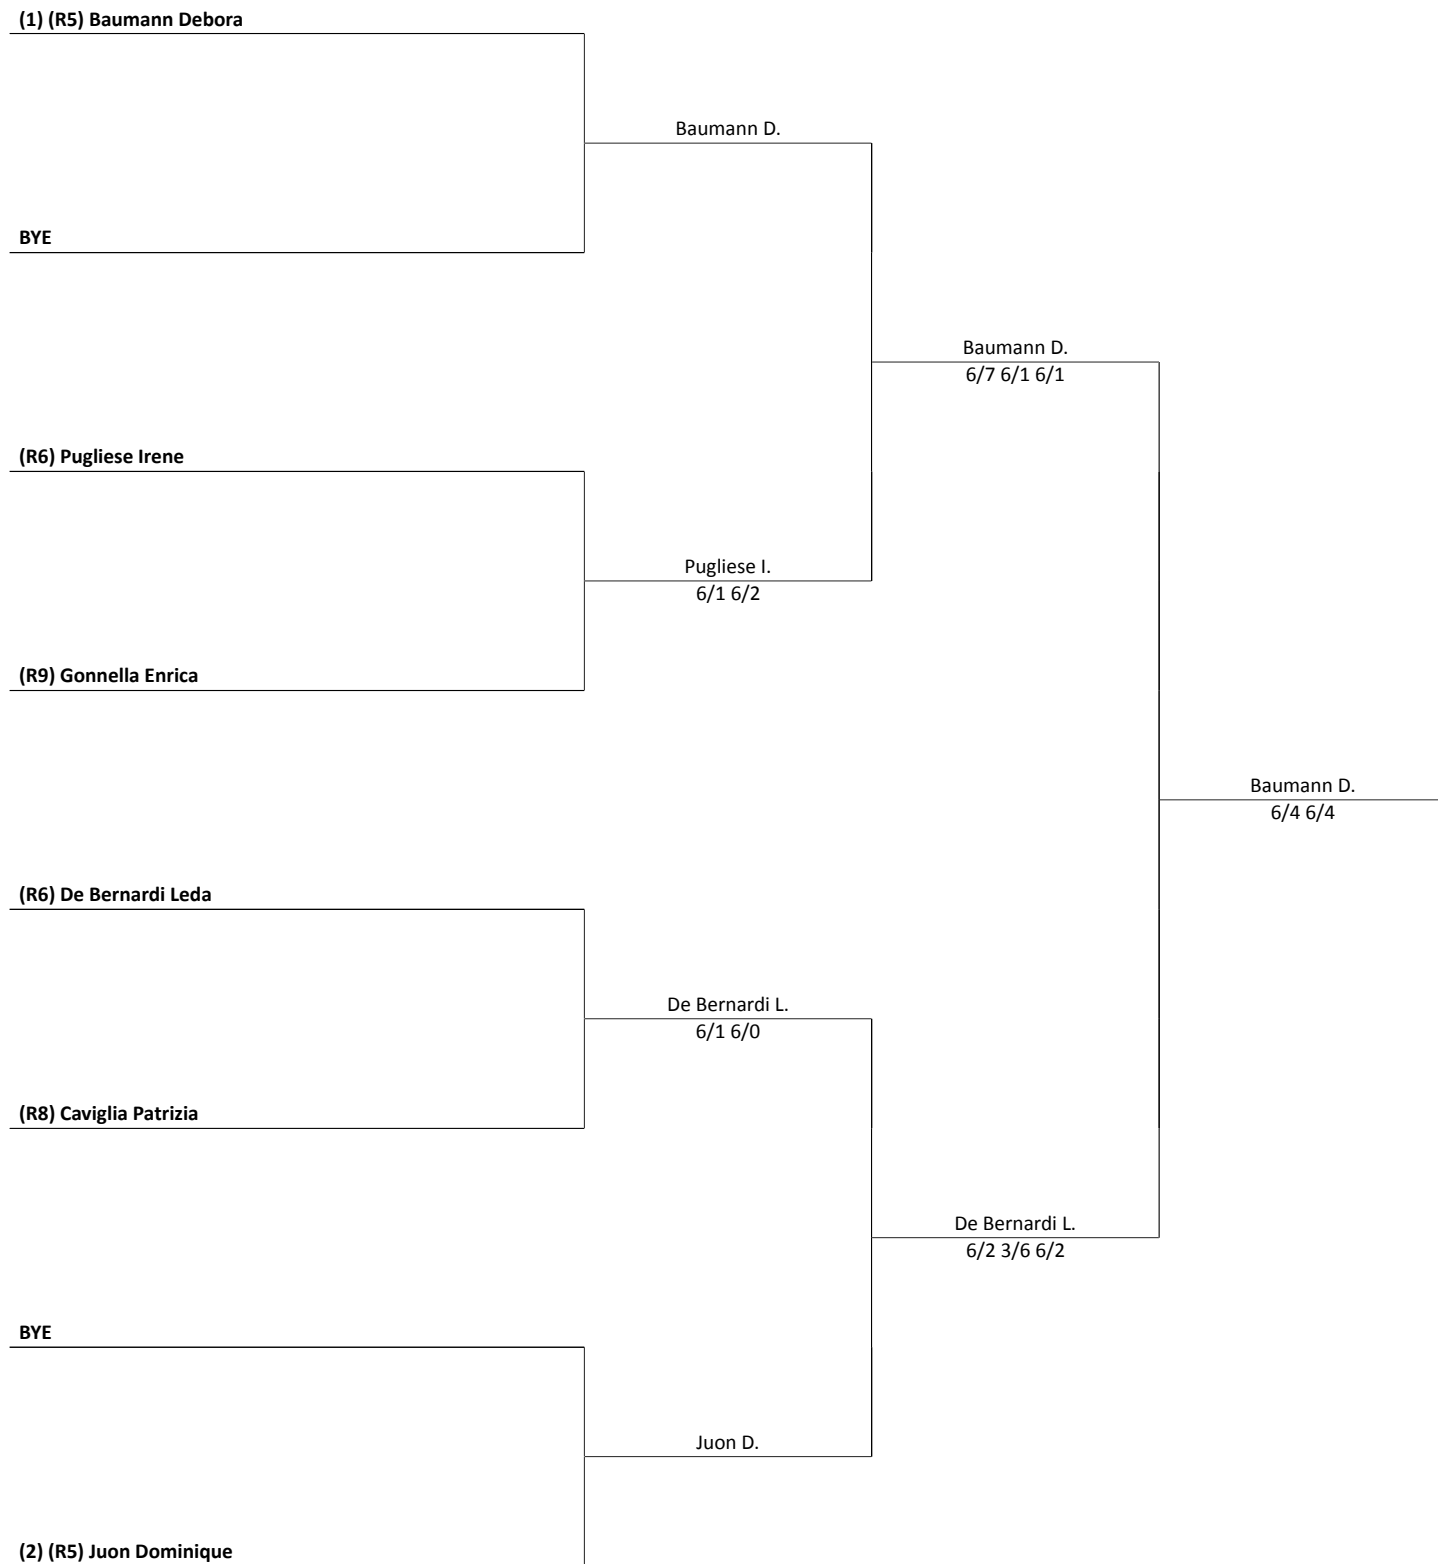 (1) (R5) Baumann Debora
Baumann D.
BYE
Baumann D.
6/7 6/1 6/1
(R6) Pugliese Irene
Pugliese I.
6/1 6/2
(R9) Gonnella Enrica
Baumann D.
6/4 6/4
(R6) De Bernardi Leda
De Bernardi L.
6/1 6/0
(R8) Caviglia Patrizia
De Bernardi L.
6/2 3/6 6/2
BYE
Juon D.
(2) (R5) Juon Dominique